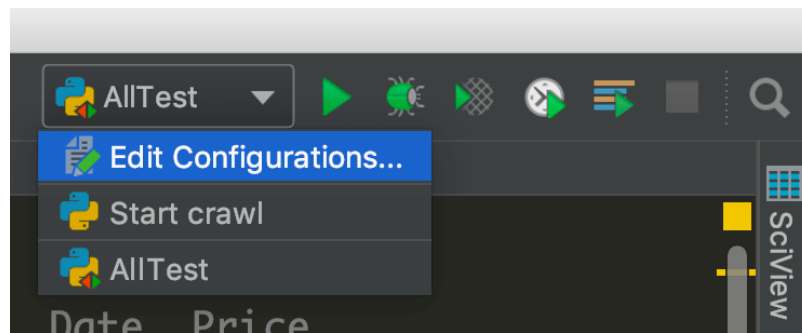 AllTest
Edit Configurations...
Start crawl
AllTest
SciView
Date Price